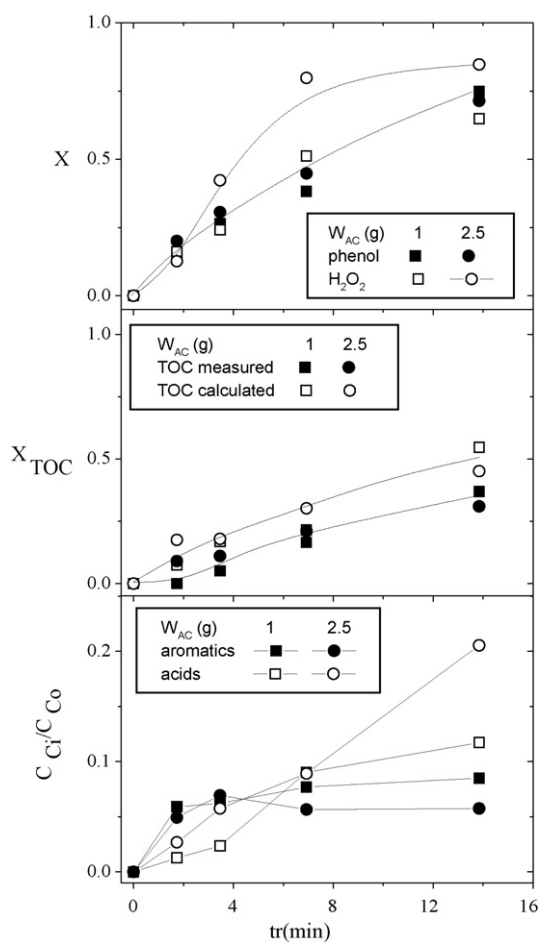 1.0
X
0.5
0.0
W_AC (g) 1 2.5
phenol
H₂O₂
1.0
W_AC (g) 1 2.5
TOC measured
TOC calculated
X_TOC
0.5
0.0
W_AC (g) 1 2.5
aromatics
acids
0.2
C_Ci/C_Co
0.1
0.0
0 4 8 12 16
tr(min)